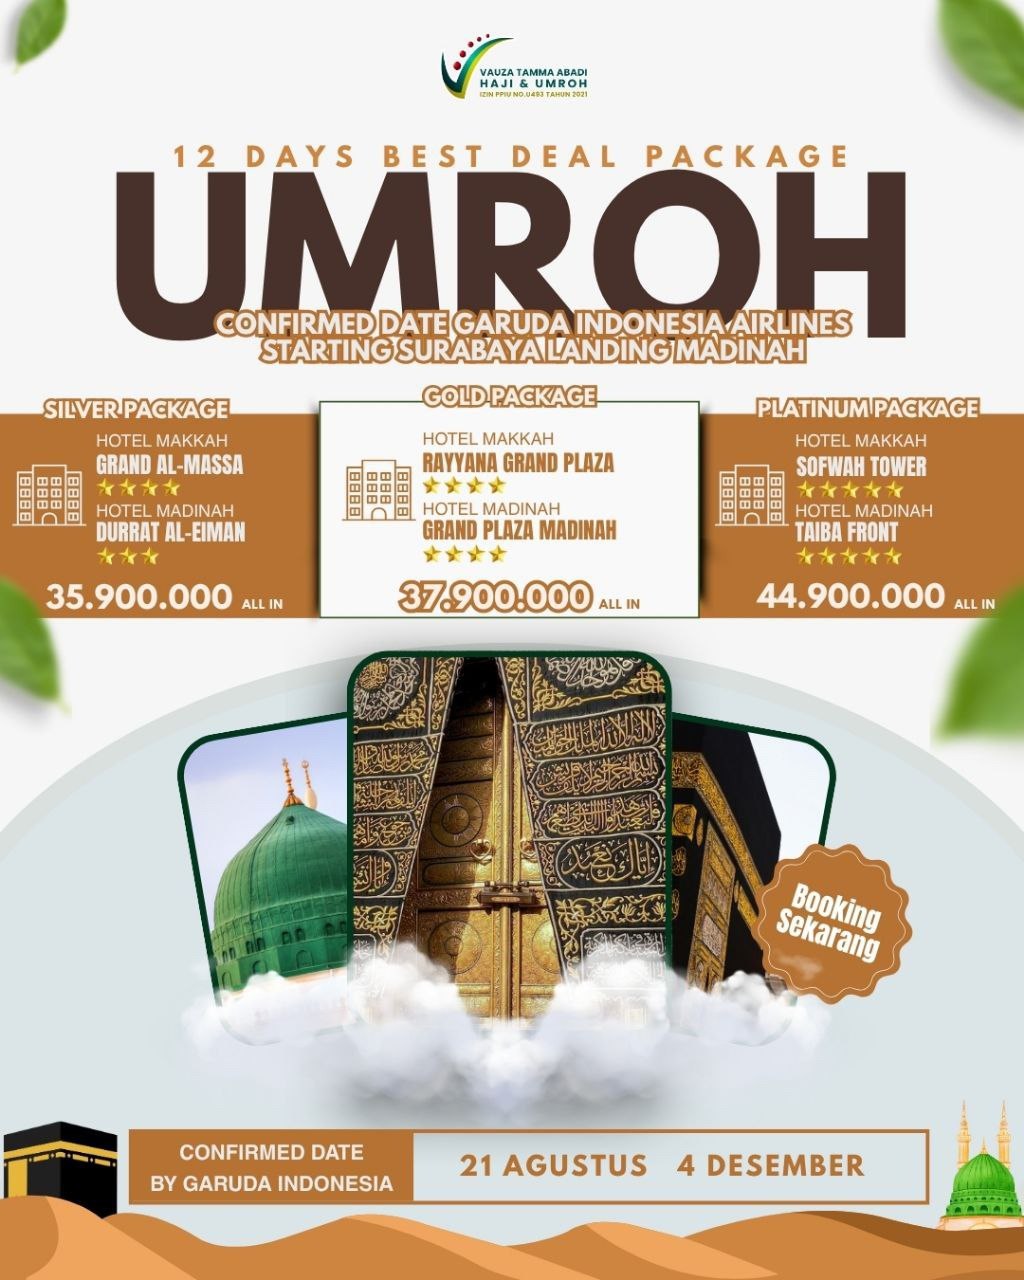 VAUZA TAMMA ABADI
HAJI & UMROH
IZIN PPIU NO.U493 TAHUN 2021
12 DAYS BEST DEAL PACKAGE
UMROH
CONFIRMED DATE GARUDA INDONESIA AIRLINES
STARTING SURABAYA LANDING MADINAH
SILVER PACKAGE
HOTEL MAKKAH
GRAND AL-MASSA
HOTEL MADINAH
DURRAT AL-EIMAN
35.900.000 ALL IN
GOLD PACKAGE
HOTEL MAKKAH
RAYYANA GRAND PLAZA
HOTEL MADINAH
GRAND PLAZA MADINAH
37.900.000 ALL IN
PLATINUM PACKAGE
HOTEL MAKKAH
SOFWAH TOWER
HOTEL MADINAH
TAIBA FRONT
44.900.000 ALL IN
Booking
Sekarang
CONFIRMED DATE
BY GARUDA INDONESIA
21 AGUSTUS 4 DESEMBER